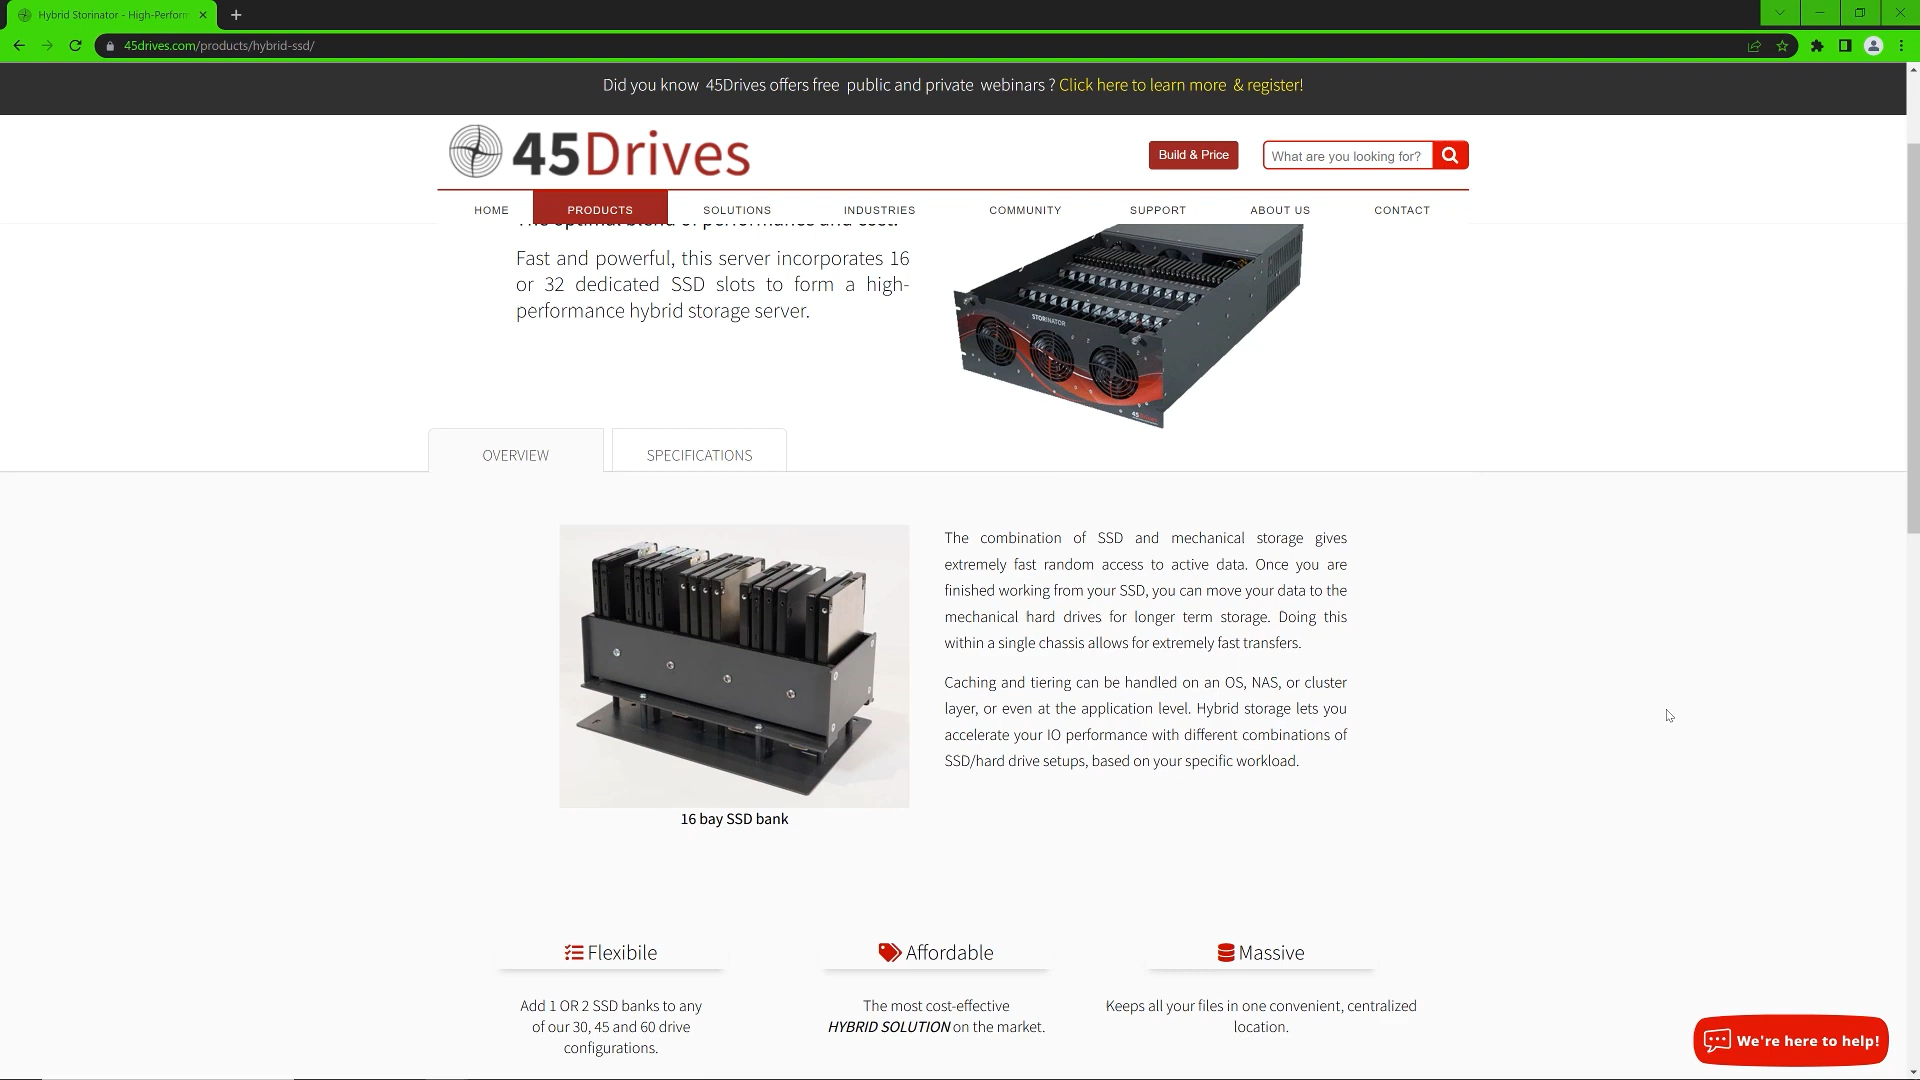 Hybrid Storinator - High-Perform
45drives.com/products/hybrid-ssd/
Did you know 45Drives offers free public and private webinars ? Click here to learn more & register!
45Drives
Build & Price
What are you looking for?
HOME
PRODUCTS
SOLUTIONS
INDUSTRIES
COMMUNITY
SUPPORT
ABOUT US
CONTACT
The optimal blend of performance and cost.
Fast and powerful, this server incorporates 16
or 32 dedicated SSD slots to form a high-
performance hybrid storage server.
STORINATOR
OVERVIEW
SPECIFICATIONS
The combination of SSD and mechanical storage gives
extremely fast random access to active data. Once you are
finished working from your SSD, you can move your data to the
mechanical hard drives for longer term storage. Doing this
within a single chassis allows for extremely fast transfers.
Caching and tiering can be handled on an OS, NAS, or cluster
layer, or even at the application level. Hybrid storage lets you
accelerate your IO performance with different combinations of
SSD/hard drive setups, based on your specific workload.
16 bay SSD bank
Flexibile
Add 1 OR 2 SSD banks to any
of our 30, 45 and 60 drive
configurations.
Affordable
The most cost-effective
HYBRID SOLUTION on the market.
Massive
Keeps all your files in one convenient, centralized
location.
We're here to help!